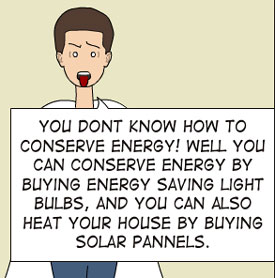 YOU DONT KNOW HOW TO
CONSERVE ENERGY! WELL YOU
CAN CONSERVE ENERGY BY
BUYING ENERGY SAVING LIGHT
BULBS, AND YOU CAN ALSO
HEAT YOUR HOUSE BY BUYING
SOLAR PANNELS.